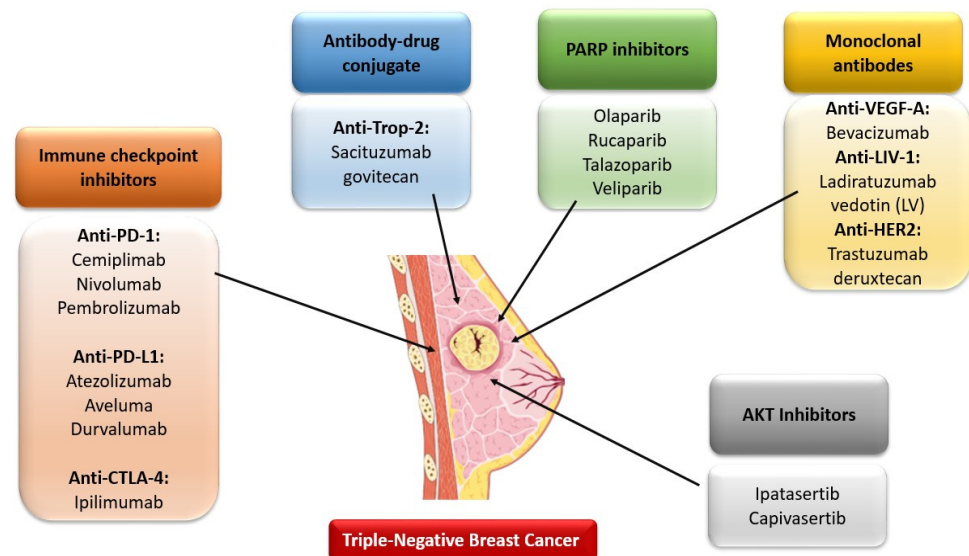 Antibody-drug
conjugate
Anti-Trop-2:
Sacituzumab
govitecan
PARP inhibitors
Olaparib
Rucaparib
Talazoparib
Veliparib
Monoclonal
antibodes
Anti-VEGF-A:
Bevacizumab
Anti-LIV-1:
Ladiratuzumab
vedotin (LV)
Anti-HER2:
Trastuzumab
deruxtecan
Immune checkpoint
inhibitors
Anti-PD-1:
Cemiplimab
Nivolumab
Pembrolizumab
Anti-PD-L1:
Atezolizumab
Aveluma
Durvalumab
Anti-CTLA-4:
Ipilimumab
AKT Inhibitors
Ipatasertib
Capivasertib
Triple-Negative Breast Cancer